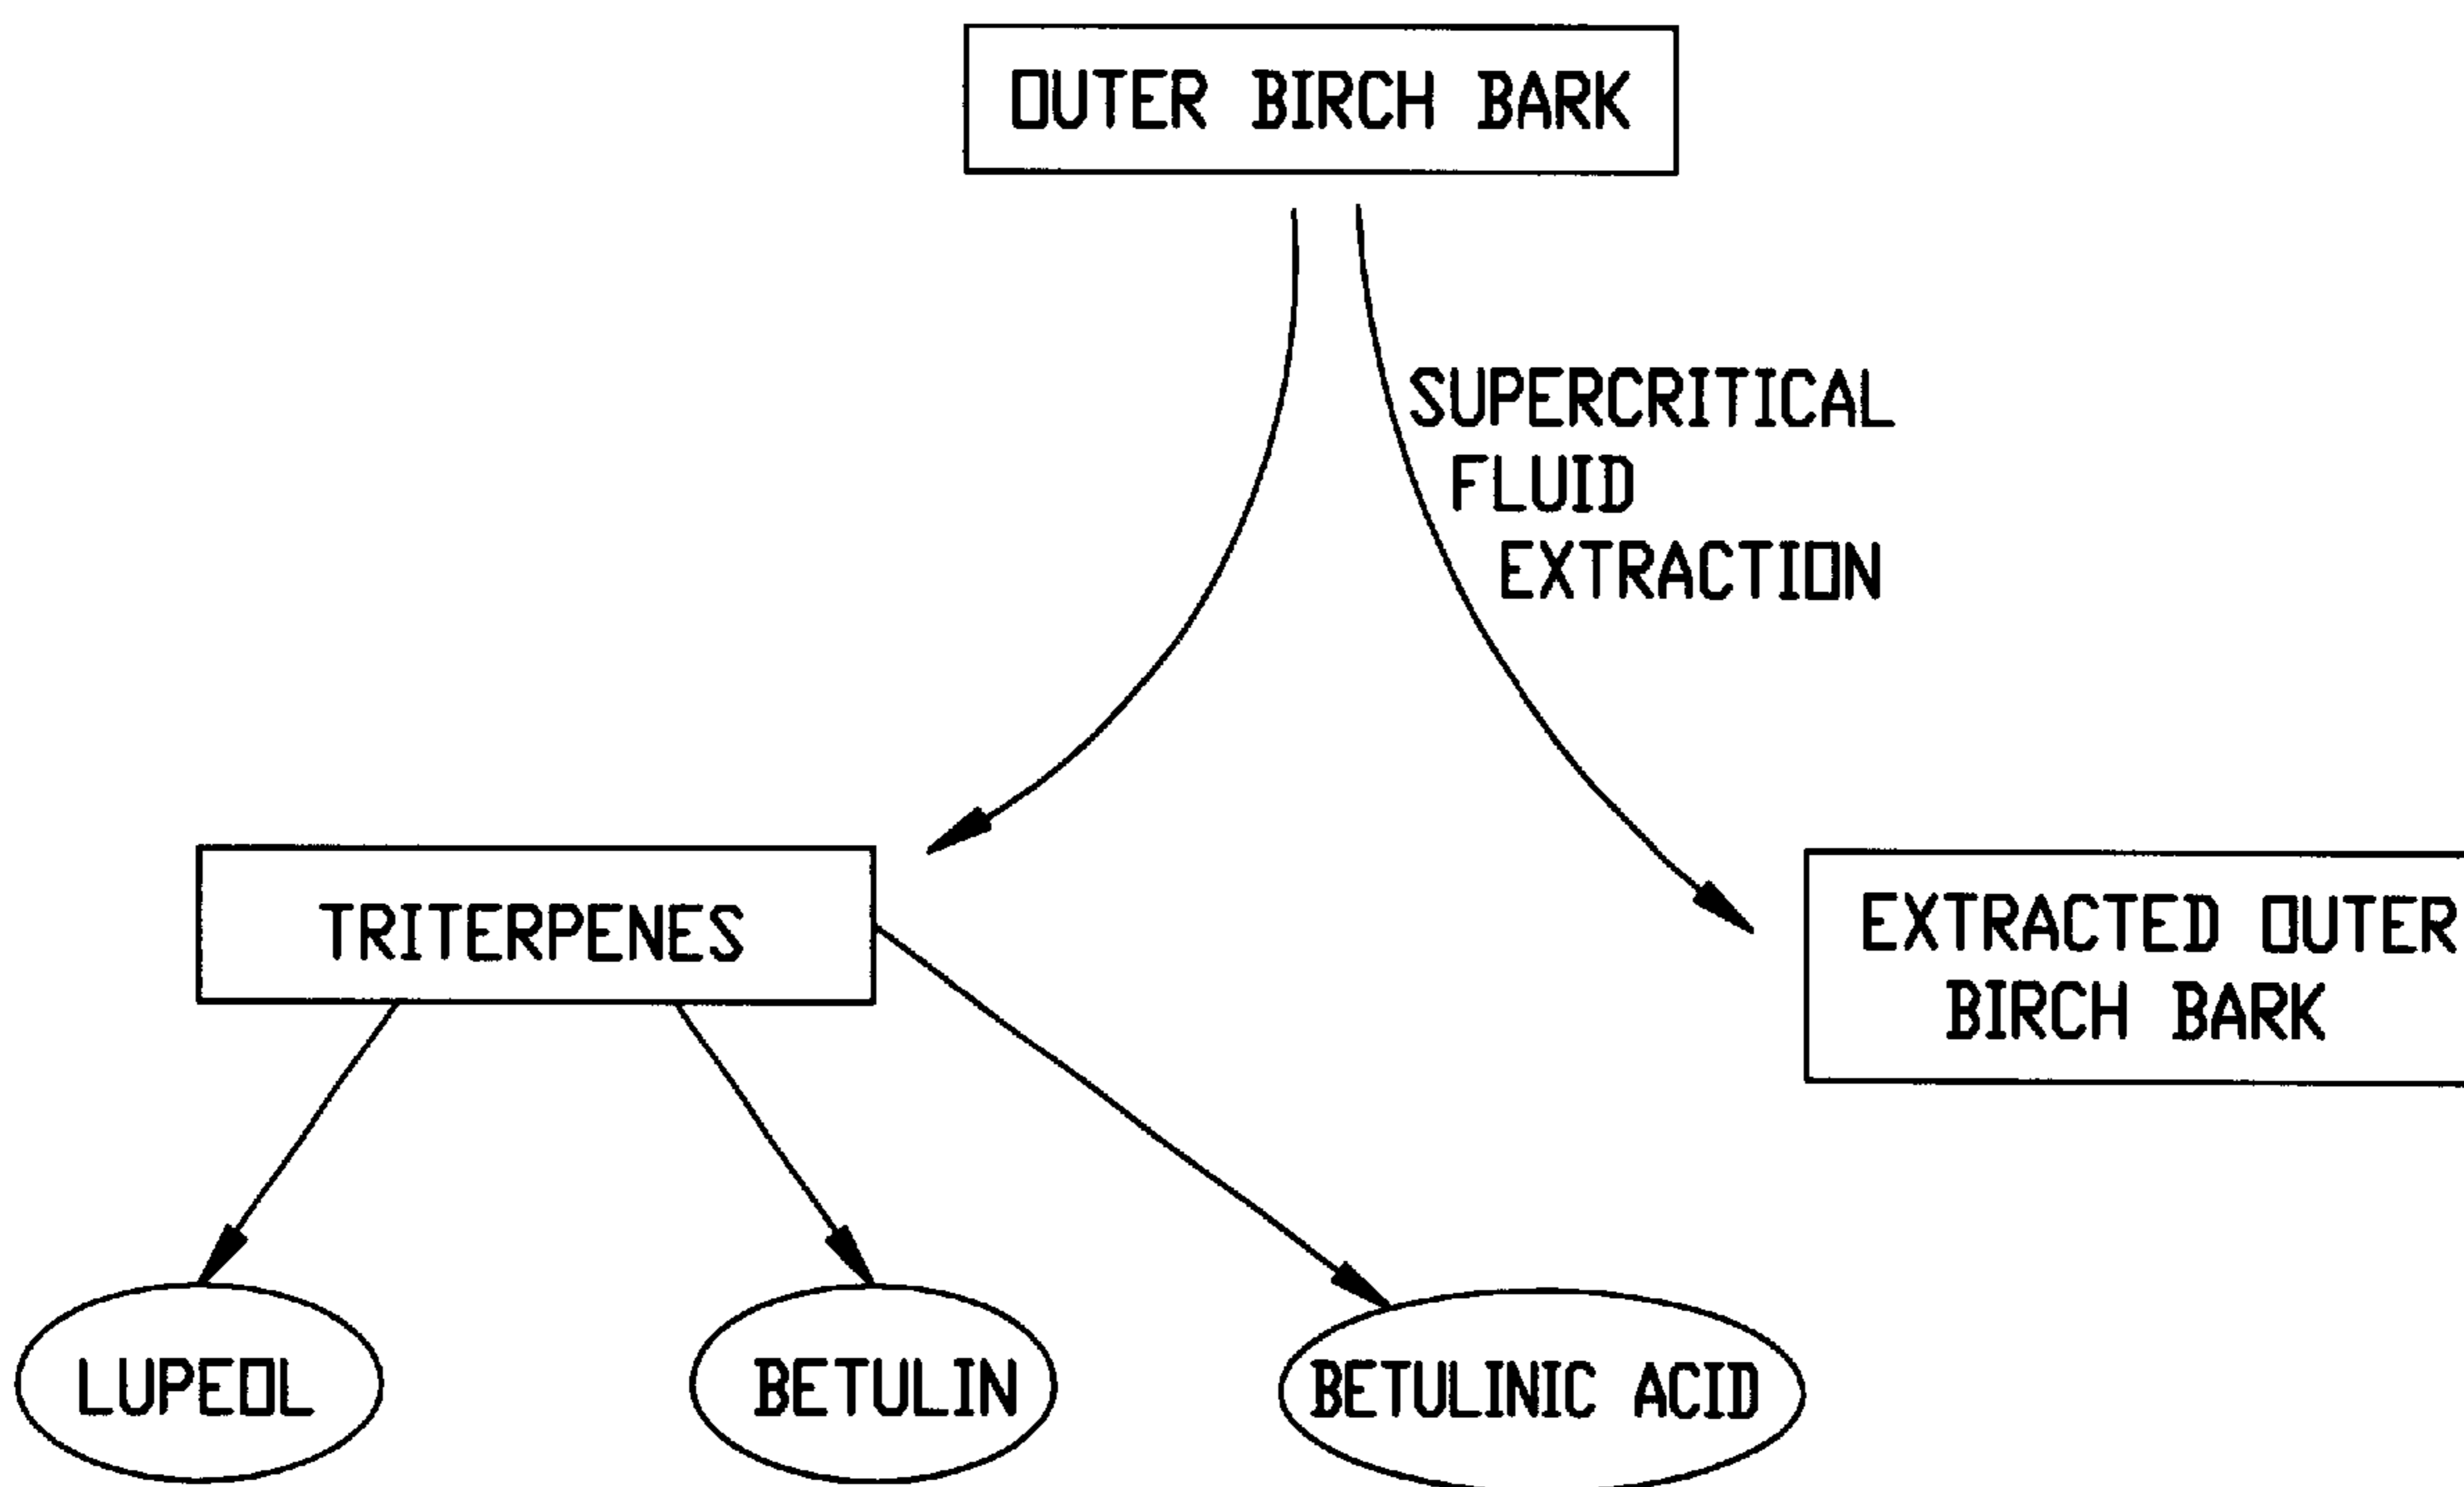 OUTER BIRCH BARK
SUPERCRITICAL
FLUID
EXTRACTION
TRITERPENES
EXTRACTED OUTER
BIRCH BARK
LUPEOL
BETULIN
BETULINIC ACID